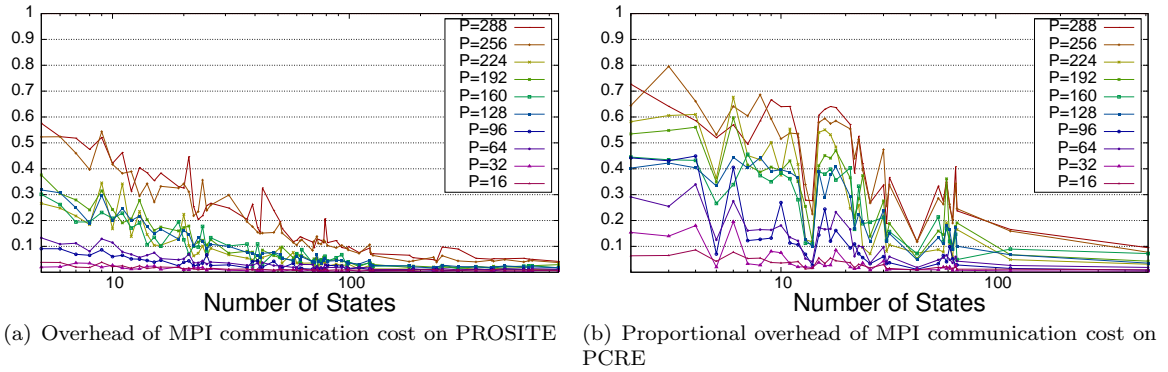 1
0.9
0.8
0.7
0.6
0.5
0.4
0.3
0.2
0.1
10
100
Number of States
P=288
P=256
P=224
P=192
P=160
P=128
P=96
P=64
P=32
P=16
(a) Overhead of MPI communication cost on PROSITE
1
0.9
0.8
0.7
0.6
0.5
0.4
0.3
0.2
0.1
10
100
Number of States
P=288
P=256
P=224
P=192
P=160
P=128
P=96
P=64
P=32
P=16
(b) Proportional overhead of MPI communication cost on
PCRE